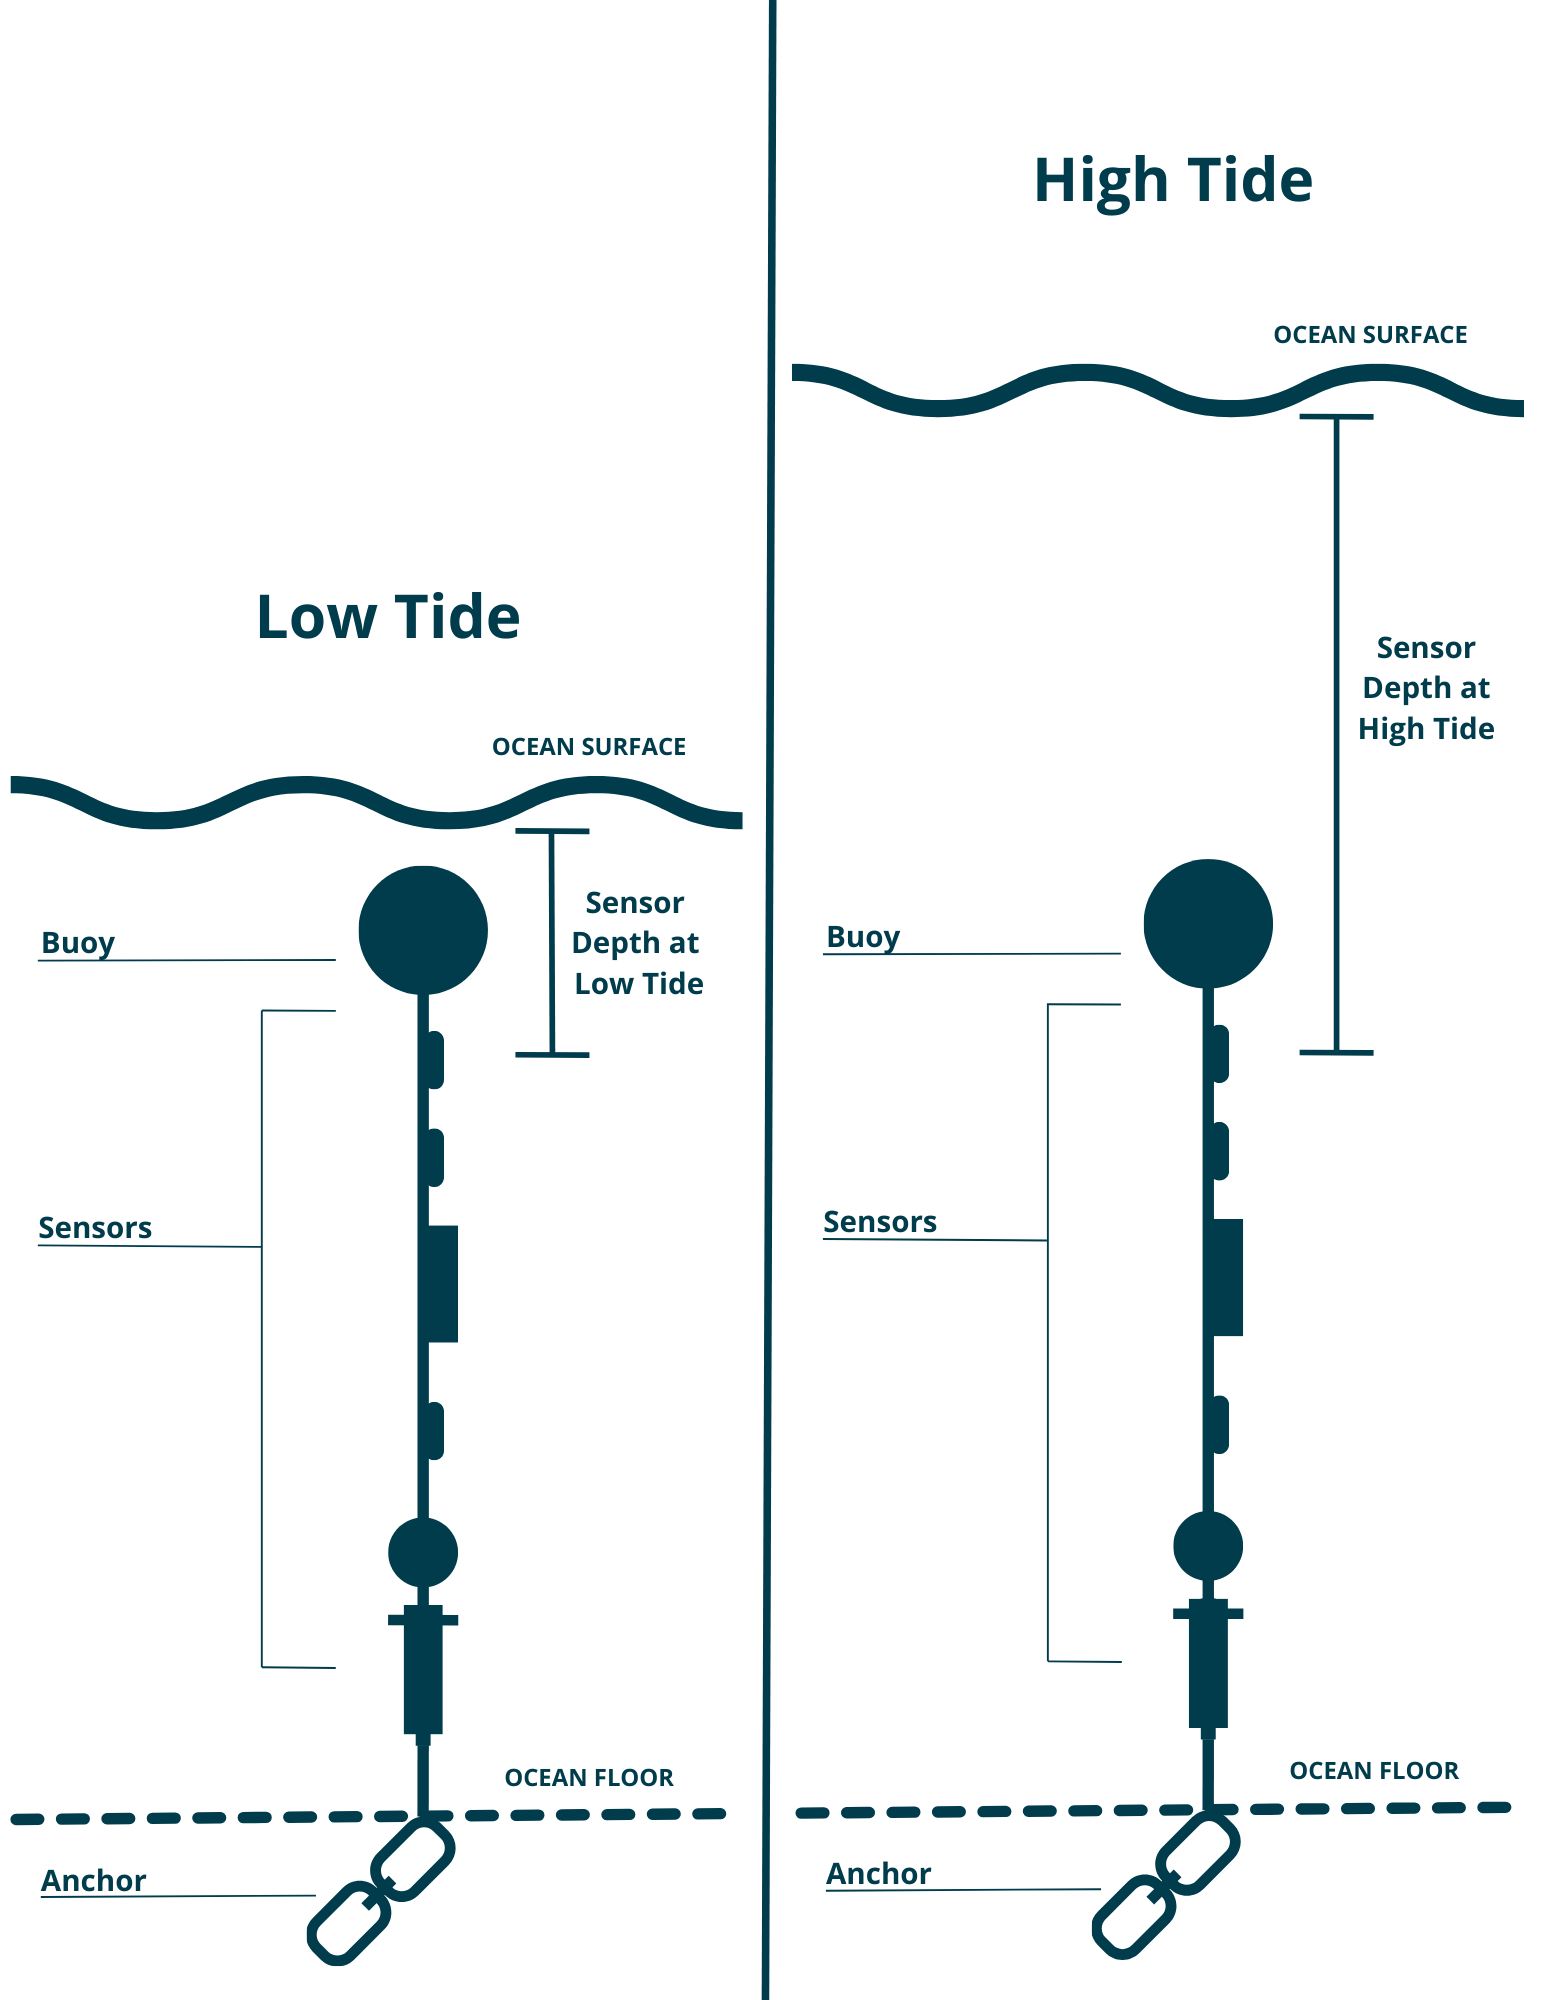 Low Tide
OCEAN SURFACE
Buoy
Sensor
Depth at
Low Tide
Sensors
OCEAN FLOOR
Anchor
High Tide
OCEAN SURFACE
Sensor
Depth at
High Tide
Buoy
Sensors
OCEAN FLOOR
Anchor